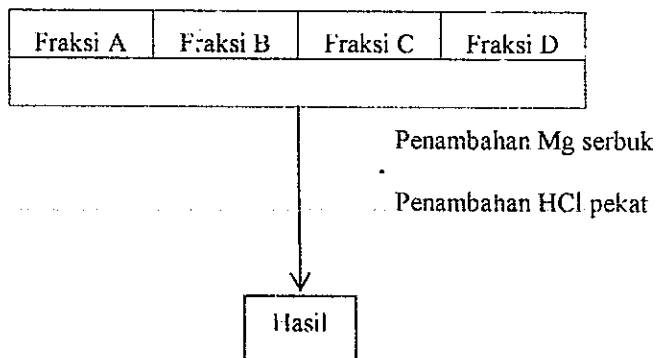 Fraksi A Fraksi B Fraksi C Fraksi D
Penambahan Mg serbuk
Penambahan HCl pekat
Hasil